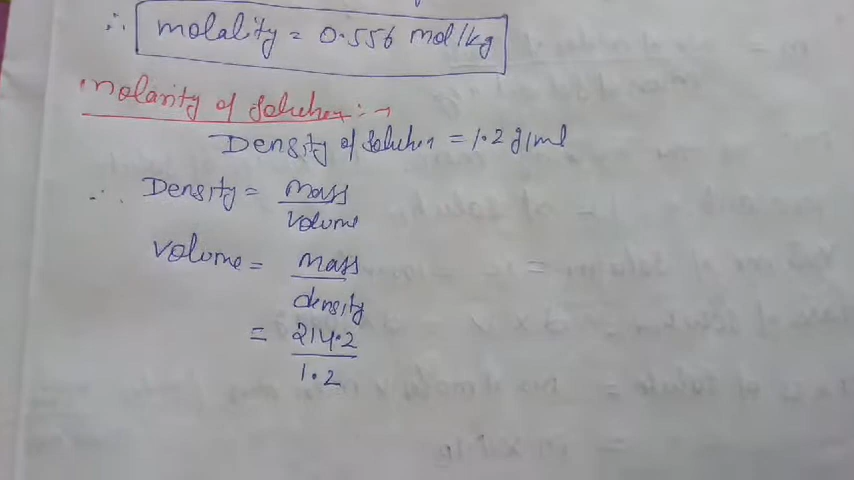 ∴ molality = 0.556 mol/kg
molarity of solution :- →
Density of solution = 1.2 g/ml
∴ Density = mass
volume
volume = mass
density
= 214.2
1.2